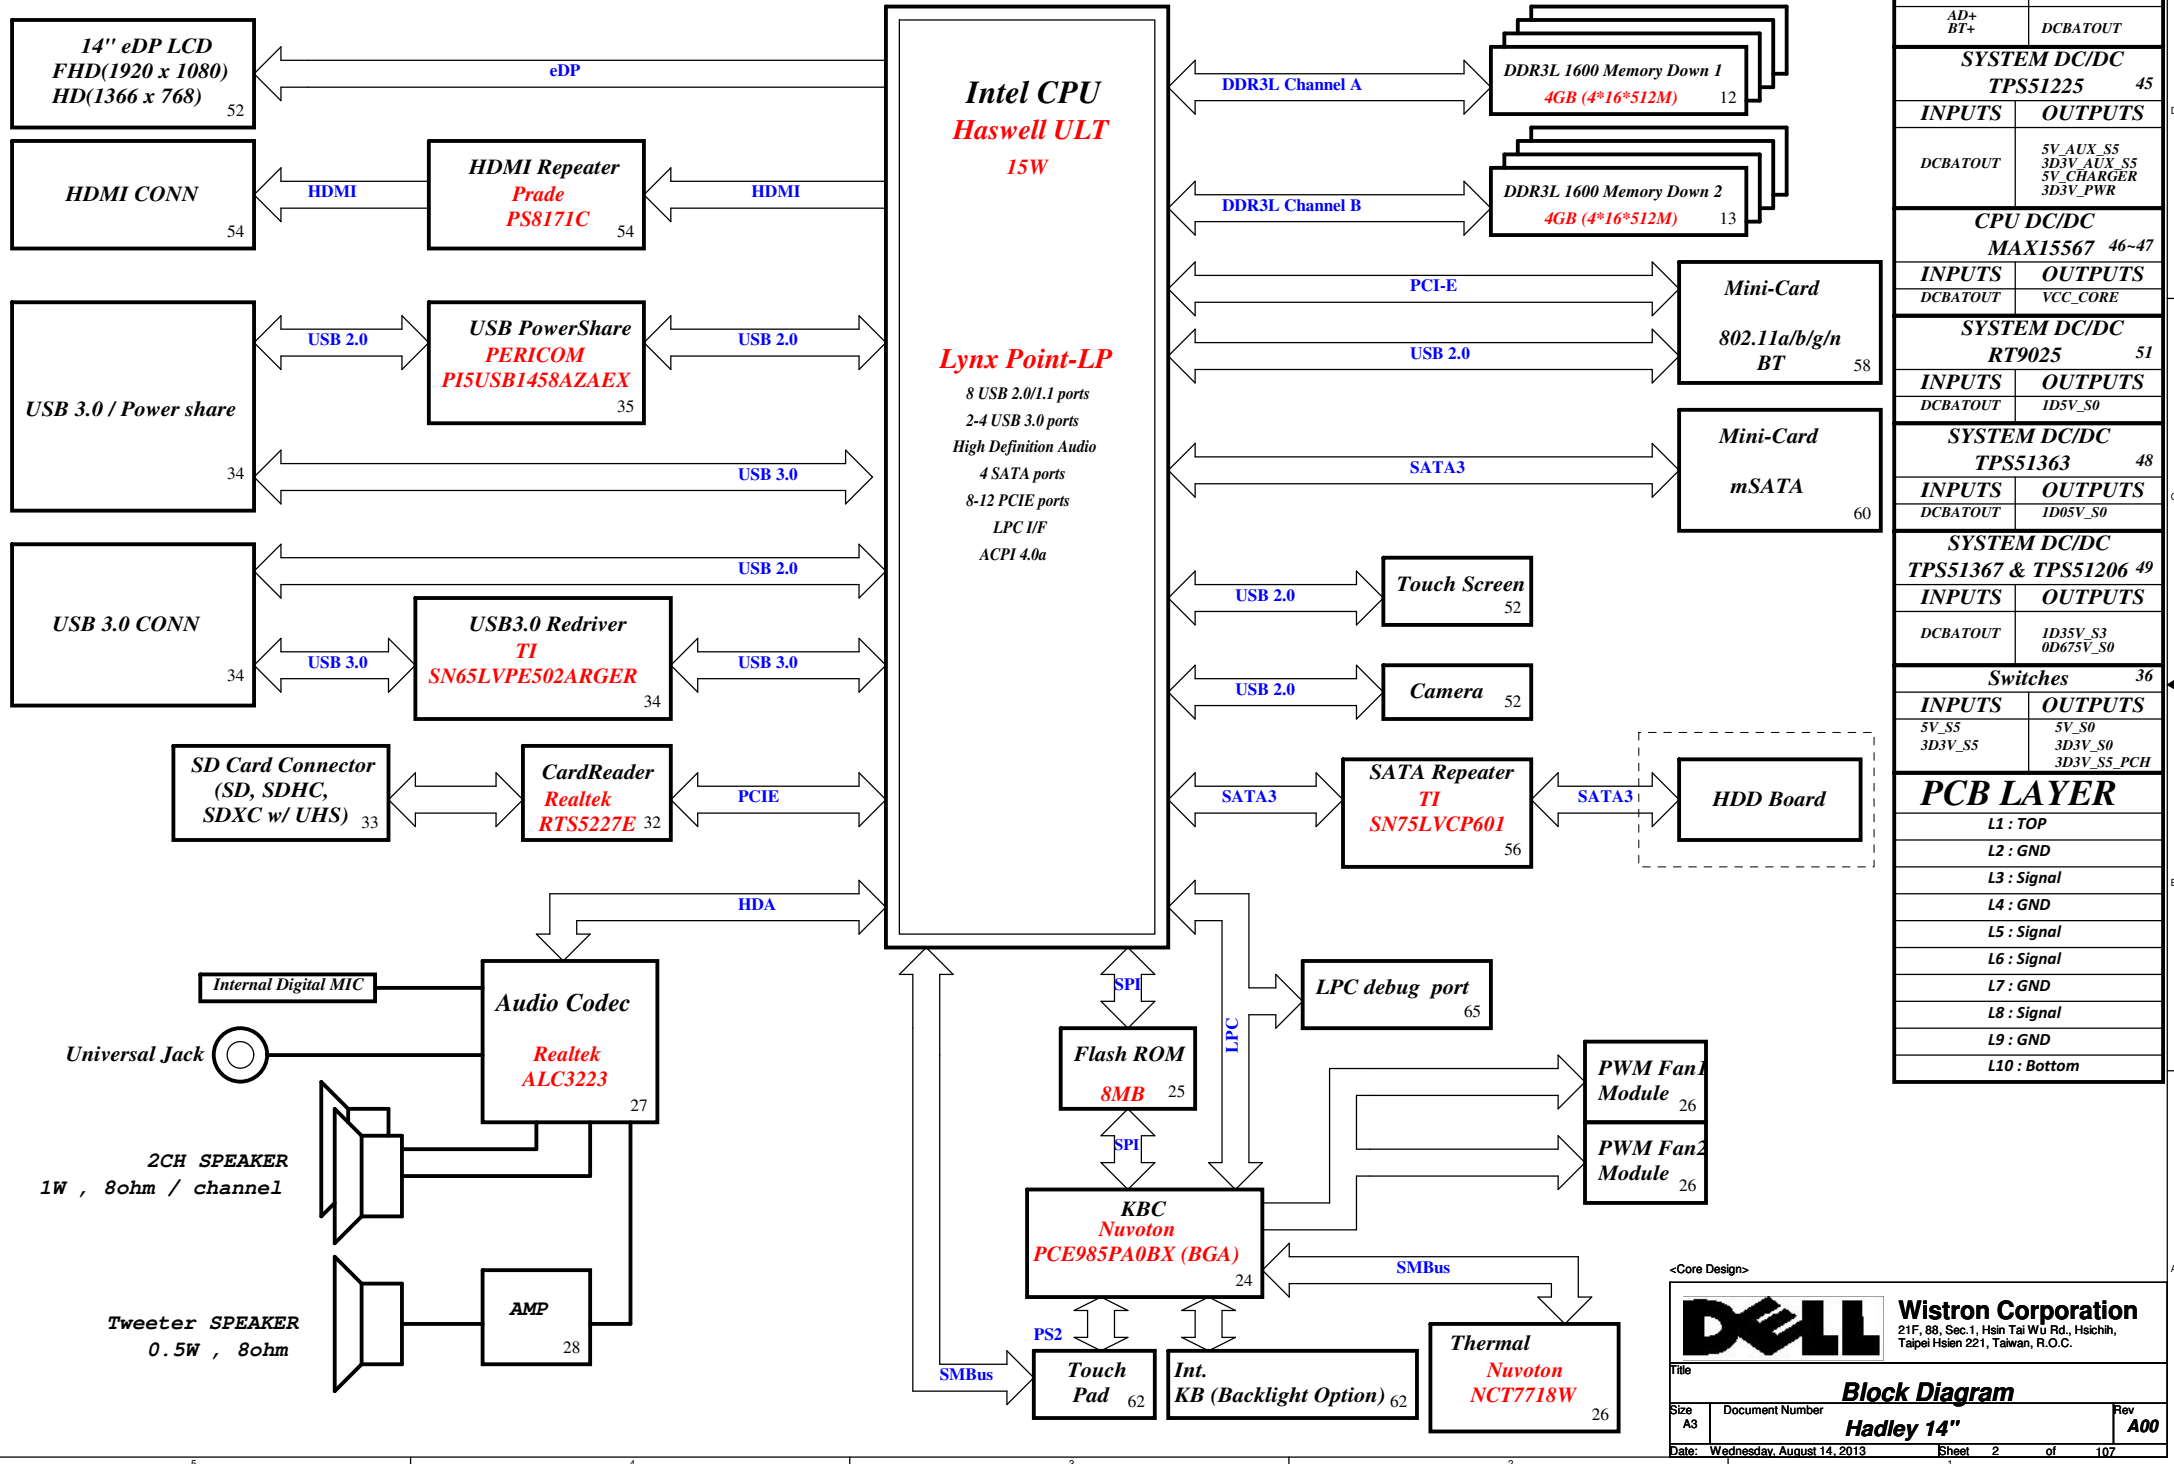 14" eDP LCD
FHD(1920 x 1080)
HD(1366 x 768)
52
eDP
HDMI CONN
54
HDMI
HDMI Repeater
Prade
PS8171C
54
HDMI
USB 3.0 / Power share
34
USB 2.0
USB PowerShare
PERICOM
PI5USB1458AZAEX
35
USB 2.0
USB 3.0
USB 3.0 CONN
34
USB 2.0
USB 3.0
USB3.0 Redriver
TI
SN65LVPE502ARGER
34
USB 3.0
SD Card Connector
(SD, SDHC,
SDXC w/ UHS)
33
CardReader
Realtek
RTS5227E
32
PCIE
HDA
Internal Digital MIC
Universal Jack
Audio Codec
Realtek
ALC3223
27
2CH SPEAKER
1W , 8ohm / channel
Tweeter SPEAKER
0.5W , 8ohm
AMP
28
Intel CPU
Haswell ULT
15W
Lynx Point-LP
8 USB 2.0/1.1 ports
2-4 USB 3.0 ports
High Definition Audio
4 SATA ports
8-12 PCIE ports
LPC I/F
ACPI 4.0a
DDR3L Channel A
DDR3L 1600 Memory Down 1
4GB (4*16*512M)
12
DDR3L Channel B
DDR3L 1600 Memory Down 2
4GB (4*16*512M)
13
PCI-E
USB 2.0
Mini-Card
802.11a/b/g/n
BT
58
SATA3
Mini-Card
mSATA
60
USB 2.0
Touch Screen
52
USB 2.0
Camera
52
SATA3
SATA Repeater
TI
SN75LVCP601
56
SATA3
HDD Board
SPI
LPC
LPC debug port
65
Flash ROM
8MB
25
SPI
KBC
Nuvoton
PCE985PA0BX (BGA)
24
PWM Fan1
Module
26
PWM Fan2
Module
26
SMBus
Thermal
Nuvoton
NCT7718W
26
PS2
SMBus
Touch
Pad
62
Int.
KB (Backlight Option)
62
AD+
BT+
DCBATOUT
SYSTEM DC/DC
TPS51225 45
INPUTS OUTPUTS
DCBATOUT
5V_AUX_S5
3D3V_AUX_S5
5V_CHARGER
3D3V_PWR
CPU DC/DC
MAX15567 46~47
INPUTS OUTPUTS
DCBATOUT VCC_CORE
SYSTEM DC/DC
RT9025 51
INPUTS OUTPUTS
DCBATOUT 1D5V_S0
SYSTEM DC/DC
TPS51363 48
INPUTS OUTPUTS
DCBATOUT 1D05V_S0
SYSTEM DC/DC
TPS51367 & TPS51206 49
INPUTS OUTPUTS
DCBATOUT 1D35V_S3
0D675V_S0
Switches 36
INPUTS OUTPUTS
5V_S5 5V_S0
3D3V_S5 3D3V_S0
3D3V_S5_PCH
PCB LAYER
L1 : TOP
L2 : GND
L3 : Signal
L4 : GND
L5 : Signal
L6 : Signal
L7 : GND
L8 : Signal
L9 : GND
L10 : Bottom
<Core Design>
DELL
Wistron Corporation
21F, 88, Sec.1, Hsin Tai Wu Rd., Hsichih,
Taipei Hsien 221, Taiwan, R.O.C.
Title
Block Diagram
Size
A3
Document Number
Hadley 14"
Rev
A00
Date: Wednesday, August 14, 2013 Sheet 2 of 107